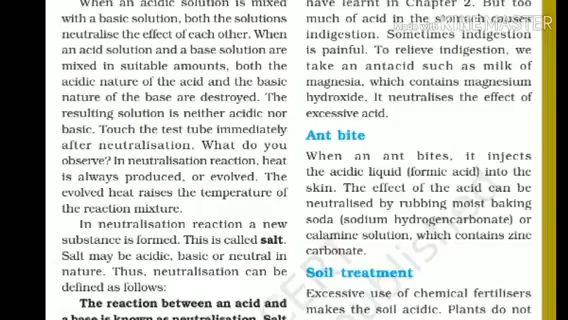 When an acidic solution is mixed
with a basic solution, both the solutions
neutralise the effect of each other. When
an acid solution and a base solution are
mixed in suitable amounts, both the
acidic nature of the acid and the basic
nature of the base are destroyed. The
resulting solution is neither acidic nor
basic. Touch the test tube immediately
after neutralisation. What do you
observe? In neutralisation reaction, heat
is always produced, or evolved. The
evolved heat raises the temperature of
the reaction mixture.
In neutralisation reaction a new
substance is formed. This is called salt.
Salt may be acidic, basic or neutral in
nature. Thus, neutralisation can be
defined as follows:
The reaction between an acid and
a base is known as neutralisation. Salt
have learnt in Chapter 2. But too
much of acid in the stomach causes
indigestion. Sometimes indigestion
is painful. To relieve indigestion, we
take an antacid such as milk of
magnesia, which contains magnesium
hydroxide. It neutralises the effect of
excessive acid.
Ant bite
When an ant bites, it injects
the acidic liquid (formic acid) into the
skin. The effect of the acid can be
neutralised by rubbing moist baking
soda (sodium hydrogencarbonate) or
calamine solution, which contains zinc
carbonate.
Soil treatment
Excessive use of chemical fertilisers
makes the soil acidic. Plants do not